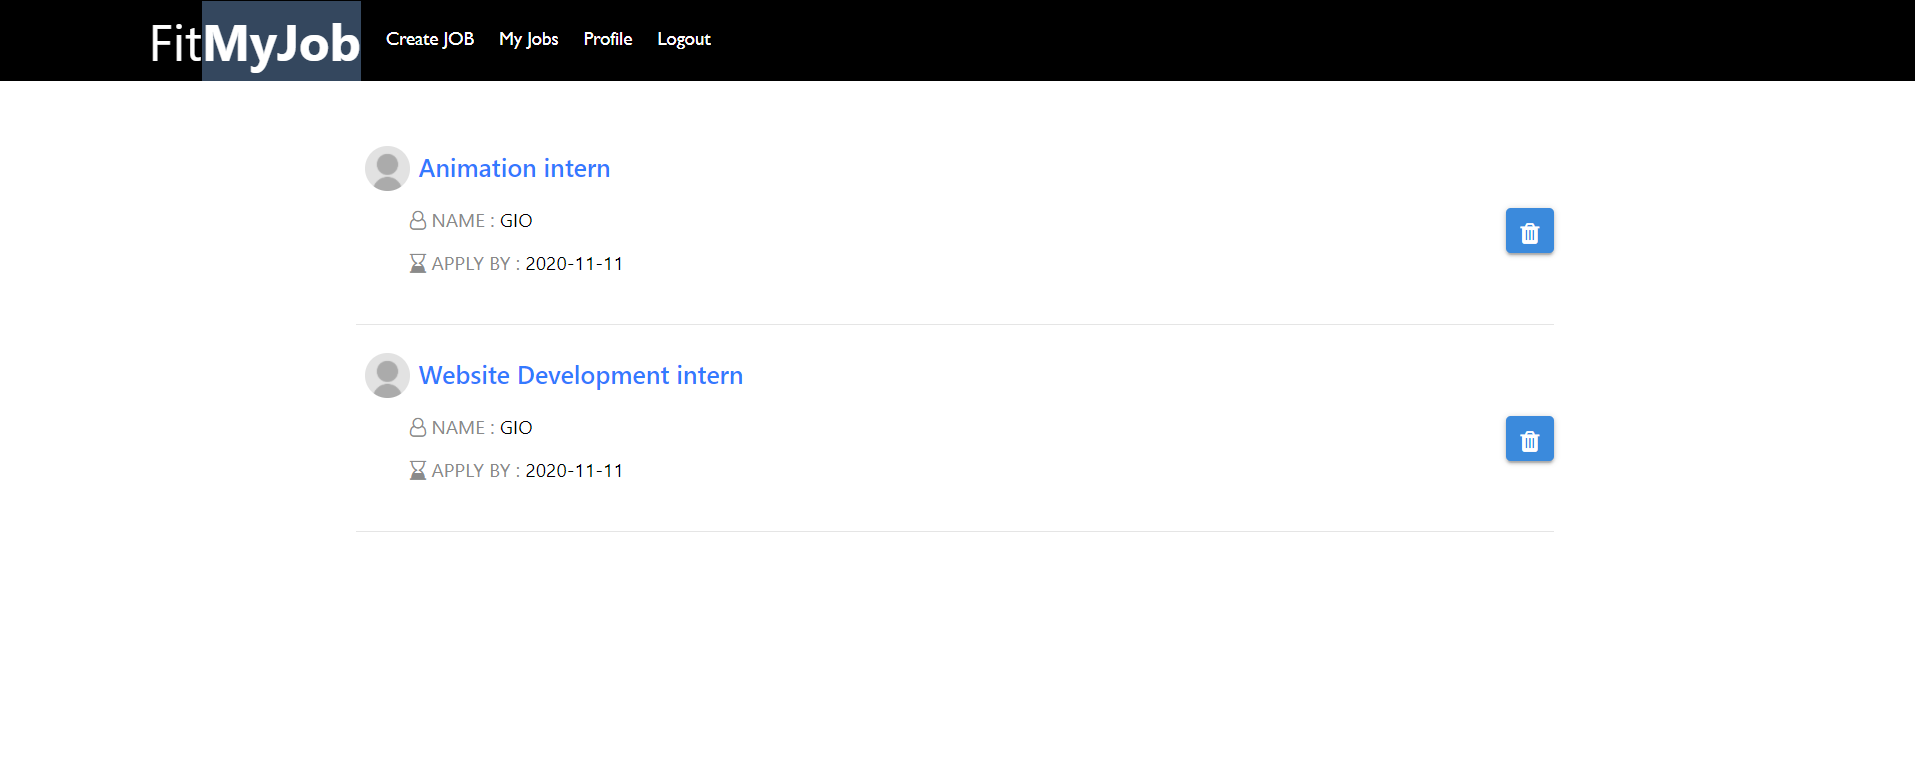 FitMyJob Create JOB My Jobs Profile Logout
Animation intern
NAME : GIO
APPLY BY : 2020-11-11
Website Development intern
NAME : GIO
APPLY BY : 2020-11-11